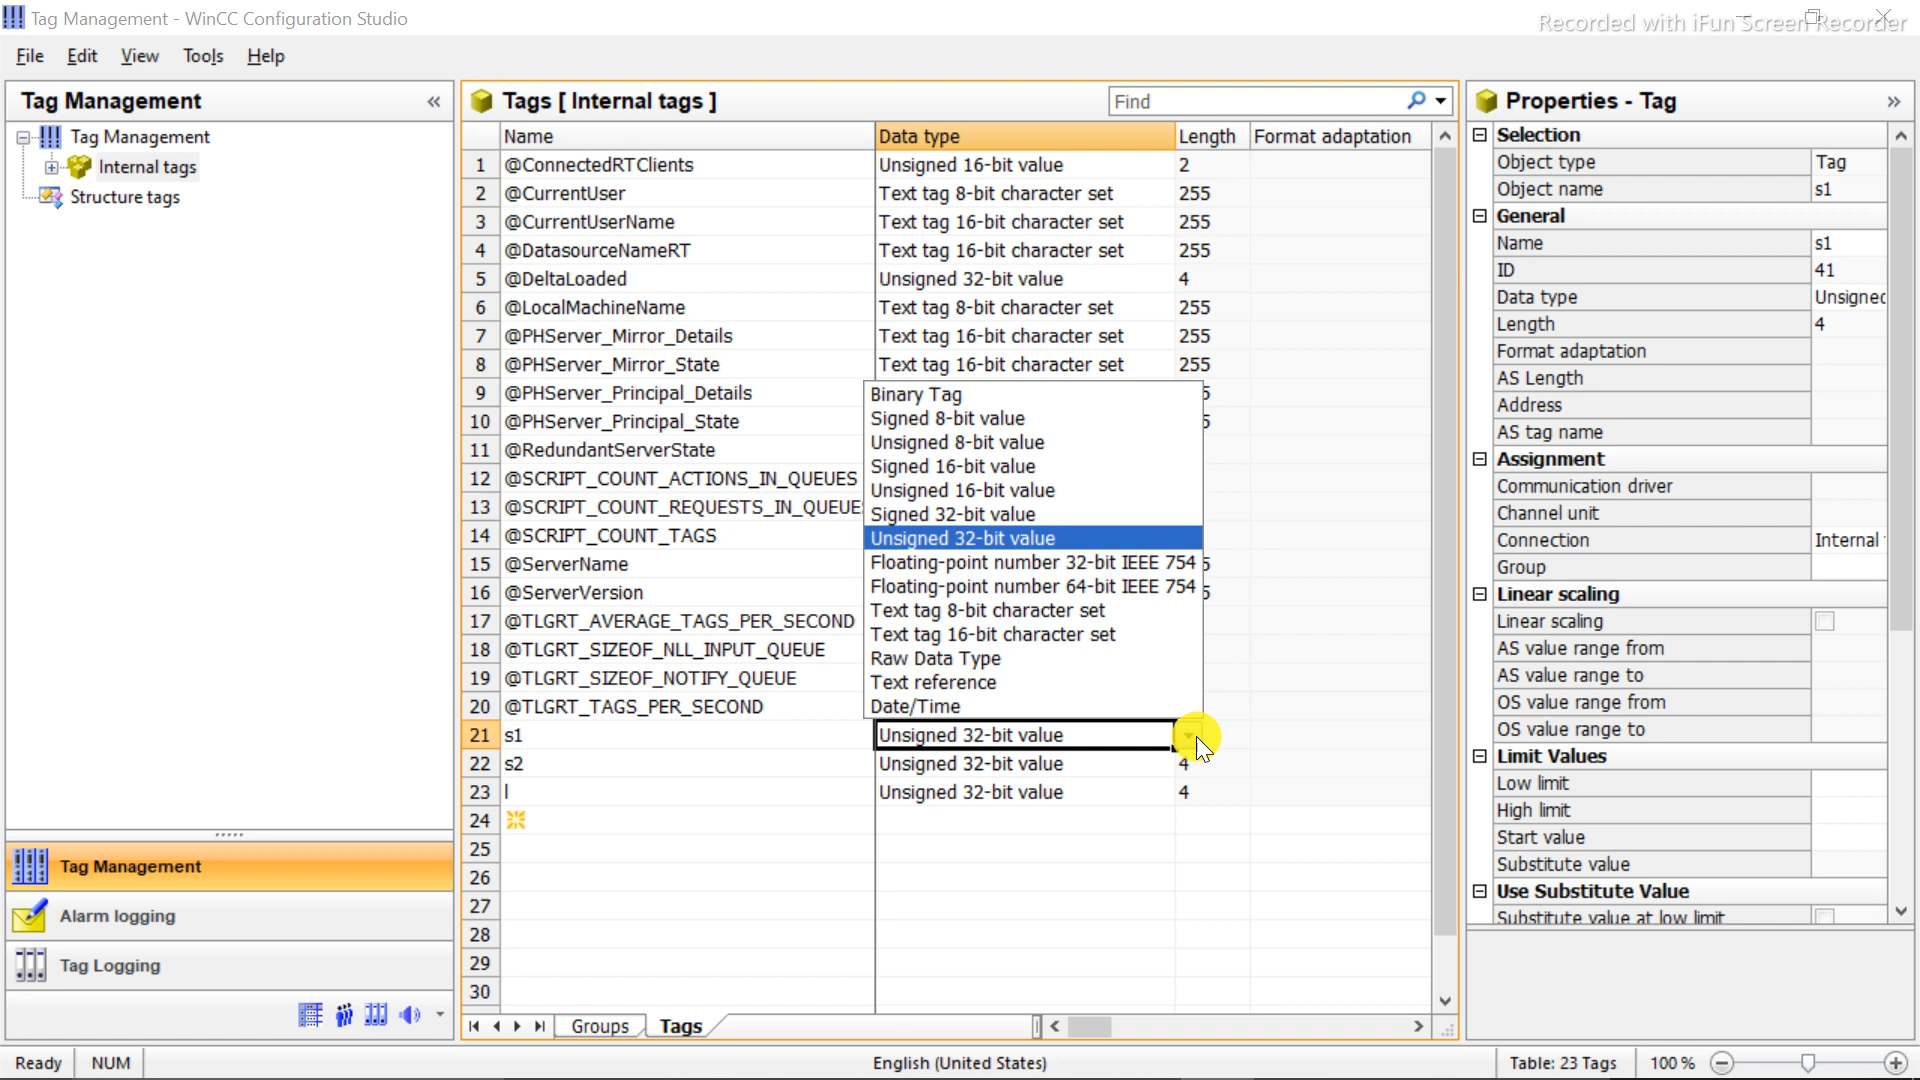 Tag Management - WinCC Configuration Studio
Recorded with iFun Screen Recorder
File Edit View Tools Help
Tag Management «
Tag Management
Internal tags
Structure tags
Tag Management
Alarm logging
Tag Logging
Tags [ Internal tags ] Find
Name Data type Length Format adaptation
1 @ConnectedRTClients Unsigned 16-bit value 2
2 @CurrentUser Text tag 8-bit character set 255
3 @CurrentUserName Text tag 16-bit character set 255
4 @DatasourceNameRT Text tag 16-bit character set 255
5 @DeltaLoaded Unsigned 32-bit value 4
6 @LocalMachineName Text tag 8-bit character set 255
7 @PHServer_Mirror_Details Text tag 16-bit character set 255
8 @PHServer_Mirror_State Text tag 16-bit character set 255
9 @PHServer_Principal_Details
10 @PHServer_Principal_State
11 @RedundantServerState
12 @SCRIPT_COUNT_ACTIONS_IN_QUEUES
13 @SCRIPT_COUNT_REQUESTS_IN_QUEUE
14 @SCRIPT_COUNT_TAGS
15 @ServerName
16 @ServerVersion
17 @TLGRT_AVERAGE_TAGS_PER_SECOND
18 @TLGRT_SIZEOF_NLL_INPUT_QUEUE
19 @TLGRT_SIZEOF_NOTIFY_QUEUE
20 @TLGRT_TAGS_PER_SECOND
Binary Tag
Signed 8-bit value
Unsigned 8-bit value
Signed 16-bit value
Unsigned 16-bit value
Signed 32-bit value
Unsigned 32-bit value
Floating-point number 32-bit IEEE 754
Floating-point number 64-bit IEEE 754
Text tag 8-bit character set
Text tag 16-bit character set
Raw Data Type
Text reference
Date/Time
21 s1 Unsigned 32-bit value
22 s2 Unsigned 32-bit value 4
23 l Unsigned 32-bit value 4
24
25
26
27
28
29
30
Groups Tags
Properties - Tag »
Selection
Object type Tag
Object name s1
General
Name s1
ID 41
Data type Unsigned
Length 4
Format adaptation
AS Length
Address
AS tag name
Assignment
Communication driver
Channel unit
Connection Internal
Group
Linear scaling
Linear scaling
AS value range from
AS value range to
OS value range from
OS value range to
Limit Values
Low limit
High limit
Start value
Substitute value
Use Substitute Value
Substitute value at low limit
Ready NUM English (United States) Table: 23 Tags 100 %